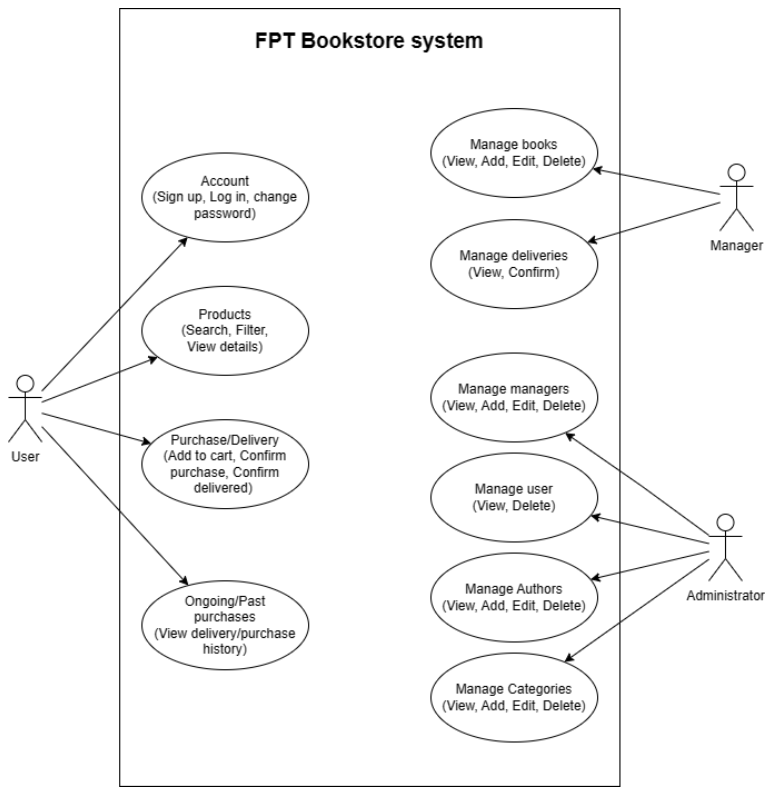 FPT Bookstore system
Account
(Sign up, Log in, change
password)
Products
(Search, Filter,
View details)
Purchase/Delivery
(Add to cart, Confirm
purchase, Confirm
delivered)
Ongoing/Past
purchases
(View delivery/purchase
history)
User
Manage books
(View, Add, Edit, Delete)
Manage deliveries
(View, Confirm)
Manager
Manage managers
(View, Add, Edit, Delete)
Manage user
(View, Delete)
Manage Authors
(View, Add, Edit, Delete)
Manage Categories
(View, Add, Edit, Delete)
Administrator